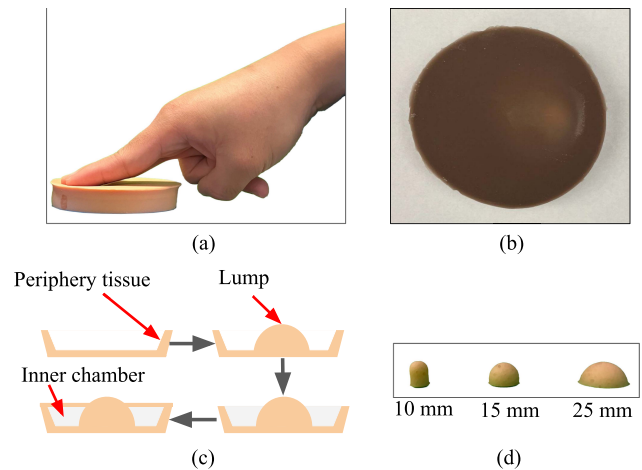 (a)
(b)
Periphery tissue
Lump
Inner chamber
10 mm
15 mm
25 mm
(c)
(d)